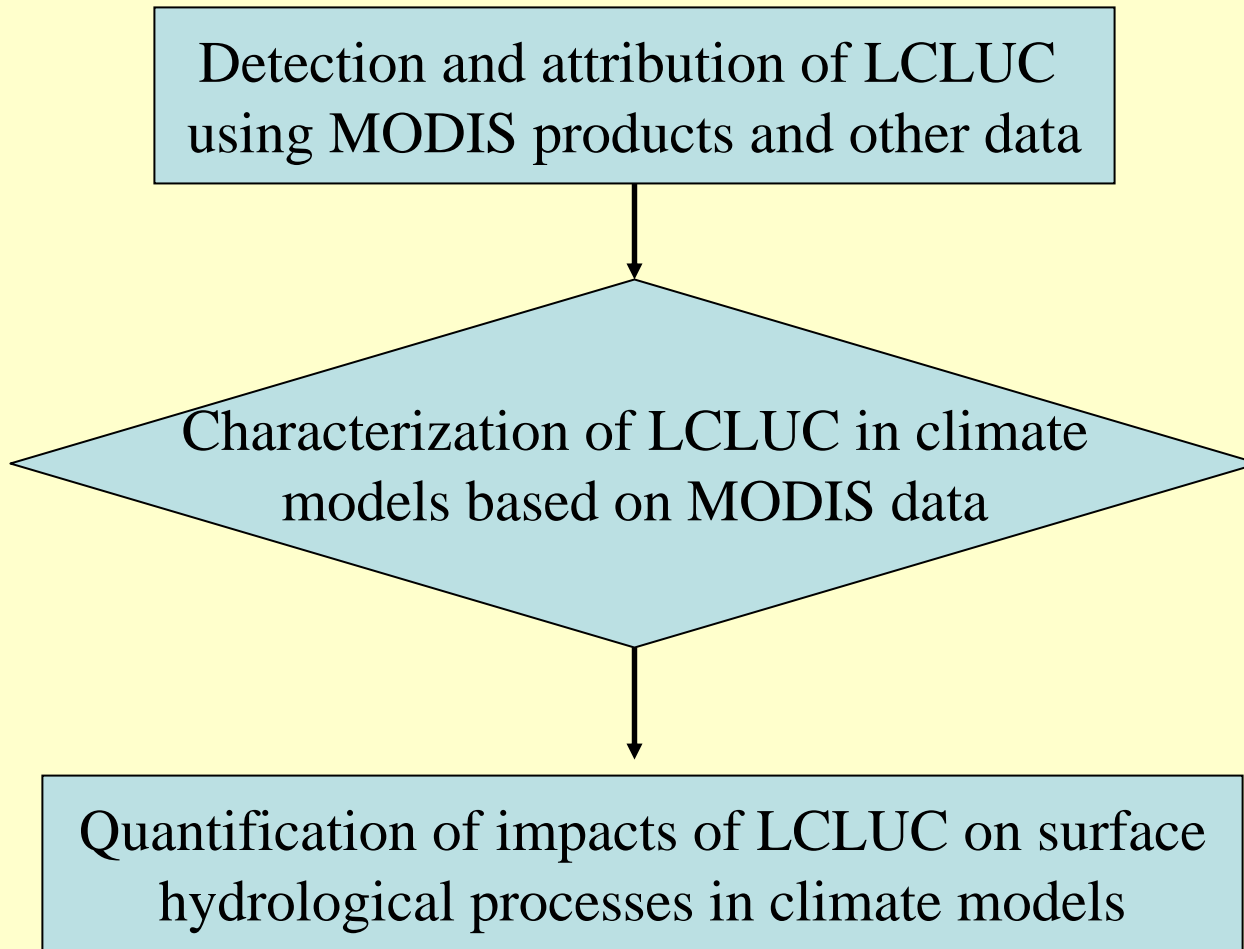 Detection and attribution of LCLUC
using MODIS products and other data
Characterization of LCLUC in climate
models based on MODIS data
Quantification of impacts of LCLUC on surface
hydrological processes in climate models